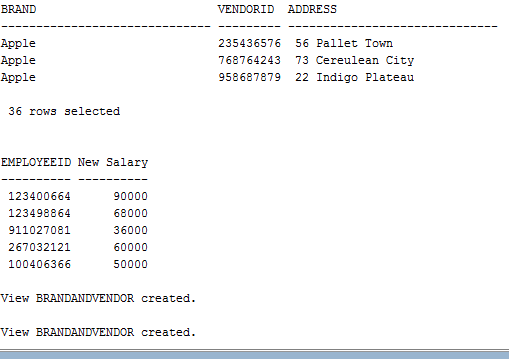 BRAND                          VENDORID  ADDRESS
------------------------------ --------- ------------------------------
Apple                          235436576  56 Pallet Town
Apple                          768764243  73 Cereulean City
Apple                          958687879  22 Indigo Plateau
36 rows selected
EMPLOYEEID New Salary
---------- ----------
123400664      90000
123498864      68000
911027081      36000
267032121      60000
100406366      50000
View BRANDANDVENDOR created.
View BRANDANDVENDOR created.